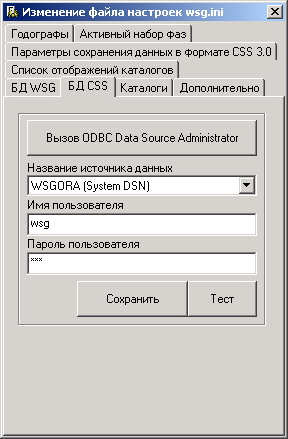 Изменение файла настроек wsg.ini
Годографы Активный набор фаз
Параметры сохранения данных в формате CSS 3.0
Список отображений каталогов
БД WSG БД CSS Каталоги Дополнительно
Вызов ODBC Data Source Administrator
Название источника данных
WSGORA (System DSN)
Имя пользователя
wsg
Пароль пользователя
***
Сохранить Тест